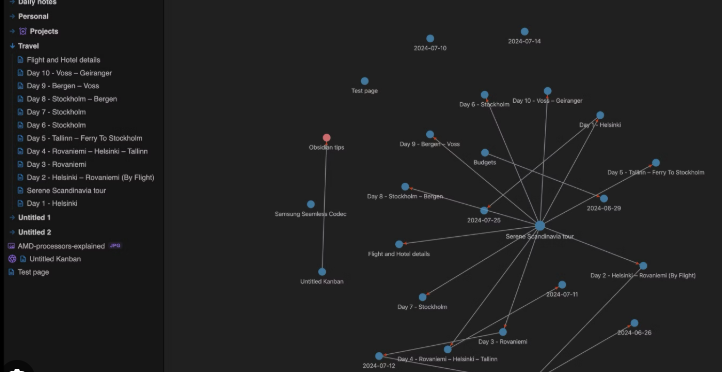 Daily notes
Personal
Projects
Travel
Flight and Hotel details
Day 10 - Voss – Geiranger
Day 9 - Bergen – Voss
Day 8 - Stockholm – Bergen
Day 7 - Stockholm
Day 6 - Stockholm
Day 5 - Tallinn – Ferry To Stockholm
Day 4 - Rovaniemi – Helsinki – Tallinn
Day 3 - Rovaniemi
Day 2 - Helsinki – Rovaniemi (By Flight)
Serene Scandinavia tour
Day 1 - Helsinki
Untitled 1
Untitled 2
AMD-processors-explained JPG
Untitled Kanban
Test page
2024-07-10
2024-07-14
Test page
Day 6 - Stockholm
Day 10 - Voss – Geiranger
Day 1 - Helsinki
Obsidian tips
Day 9 - Bergen – Voss
Budgets
Day 5 - Tallinn – Ferry To Stockholm
Day 8 - Stockholm – Bergen
Samsung Seamless Codec
2024-07-25
2024-08-29
Serene Scandinavia tour
Flight and Hotel details
Untitled Kanban
Day 2 - Helsinki – Rovaniemi (By Flight)
2024-07-11
Day 7 - Stockholm
2024-06-26
Day 3 - Rovaniemi
Day 4 - Rovaniemi – Helsinki – Tallinn
2024-07-12